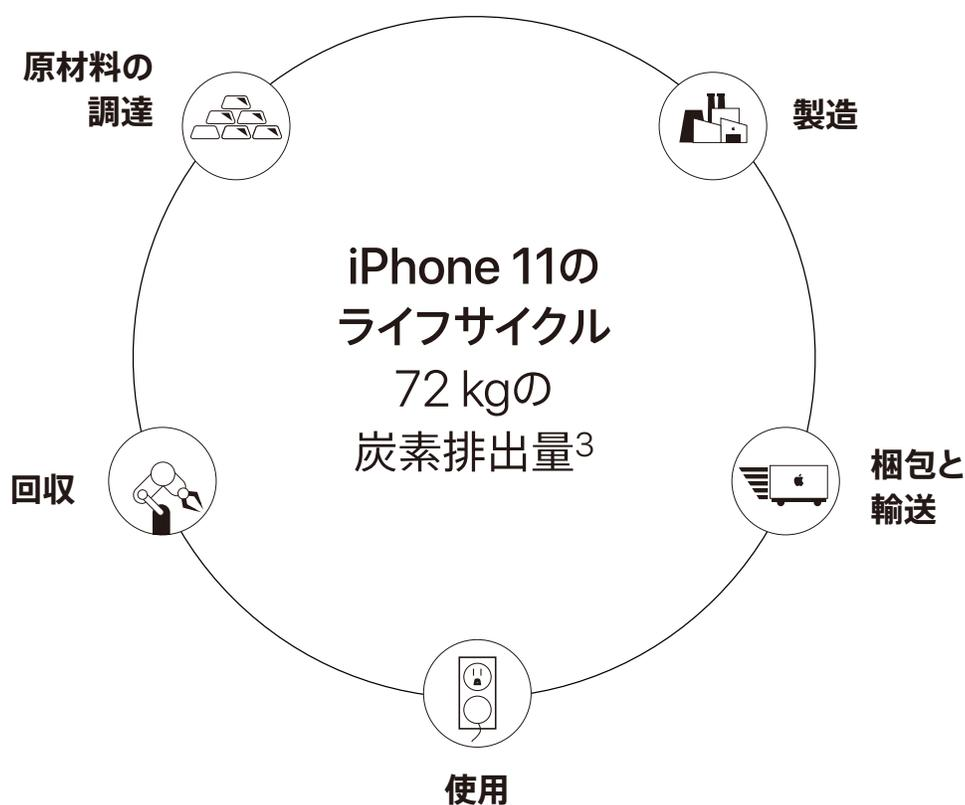 原材料の
調達
製造
iPhone 11の
ライフサイクル
72 kgの
炭素排出量3
回収
梱包と
輸送
使用